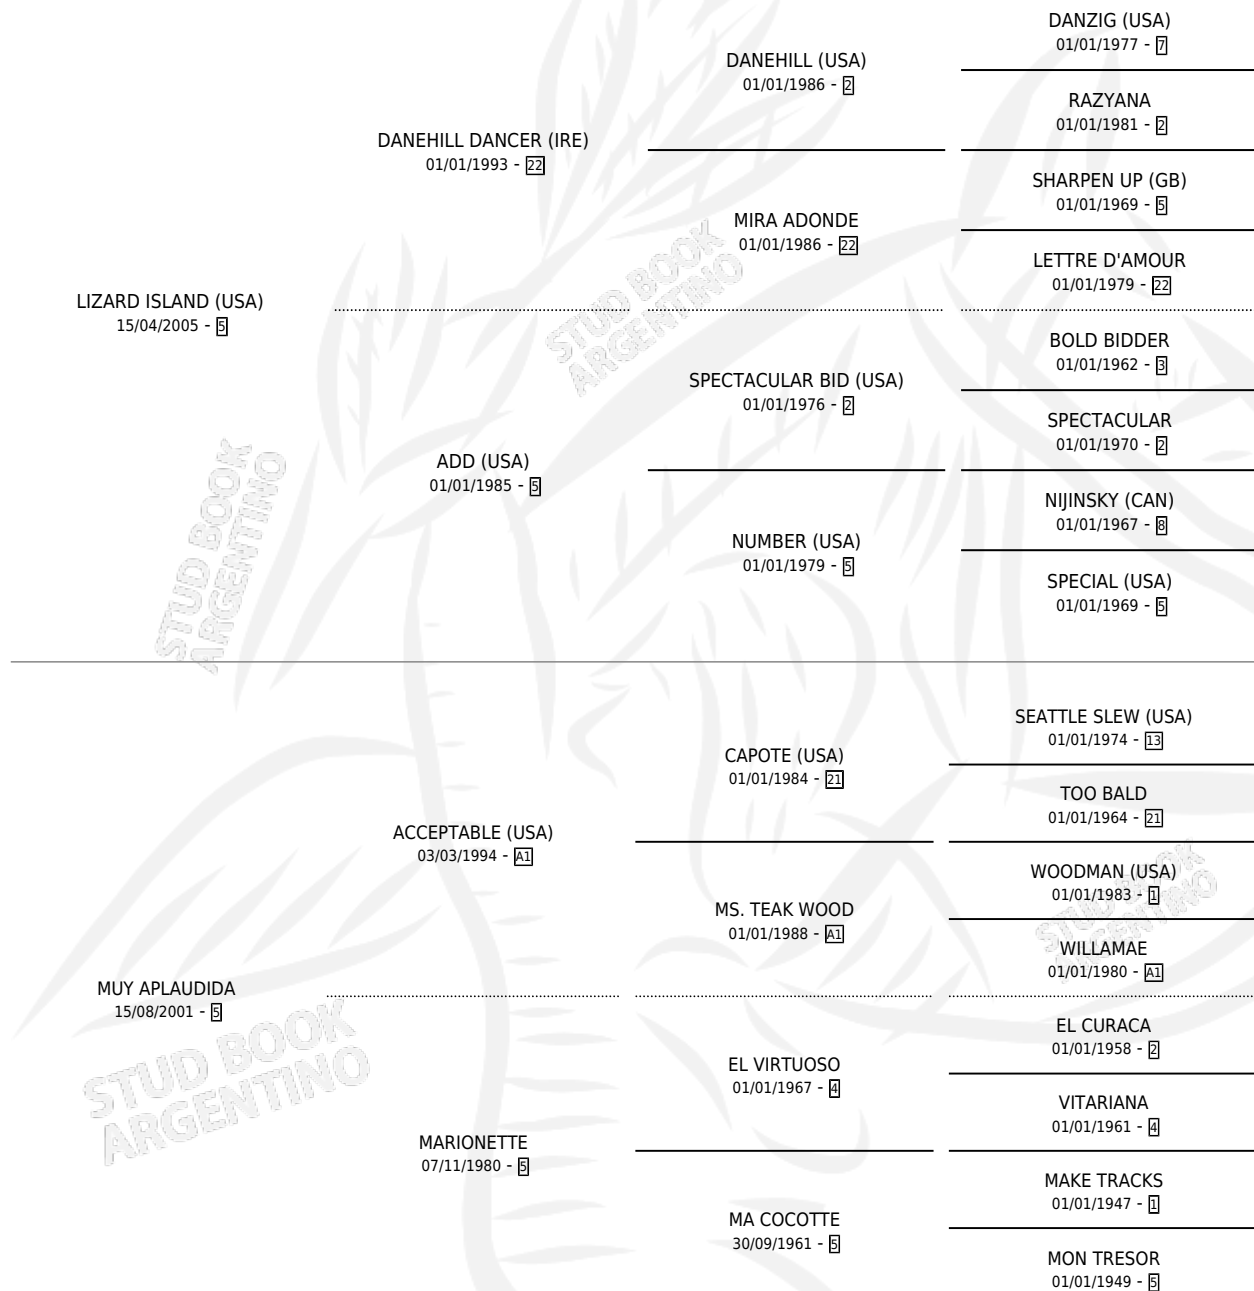 DANZIG (USA)
01/01/1977 - 7
DANEHILL (USA)
01/01/1986 - 2
RAZYANA
01/01/1981 - 2
DANEHILL DANCER (IRE)
01/01/1993 - 22
SHARPEN UP (GB)
01/01/1969 - 5
MIRA ADONDE
01/01/1986 - 22
LETTRE D'AMOUR
01/01/1979 - 22
LIZARD ISLAND (USA)
15/04/2005 - 5
STUD BOOK
ARGENTINO
BOLD BIDDER
01/01/1962 - 3
SPECTACULAR BID (USA)
01/01/1976 - 2
SPECTACULAR
01/01/1970 - 2
ADD (USA)
01/01/1985 - 5
NIJINSKY (CAN)
01/01/1967 - 8
NUMBER (USA)
01/01/1979 - 5
SPECIAL (USA)
01/01/1969 - 5
STUD BOOK
ARGENTINO
SEATTLE SLEW (USA)
01/01/1974 - 13
CAPOTE (USA)
01/01/1984 - 21
TOO BALD
01/01/1964 - 21
ACCEPTABLE (USA)
03/03/1994 - A1
WOODMAN (USA)
01/01/1983 - 1
MS. TEAK WOOD
01/01/1988 - A1
STUD BOOK
ARGENTINO
WILLAMAE
01/01/1980 - A1
MUY APLAUDIDA
15/08/2001 - 5
EL CURACA
01/01/1958 - 2
EL VIRTUOSO
01/01/1967 - 4
STUD BOOK
ARGENTINO
VITARIANA
01/01/1961 - 4
MARIONETTE
07/11/1980 - 5
MAKE TRACKS
01/01/1947 - 1
MA COCOTTE
30/09/1961 - 5
MON TRESOR
01/01/1949 - 5